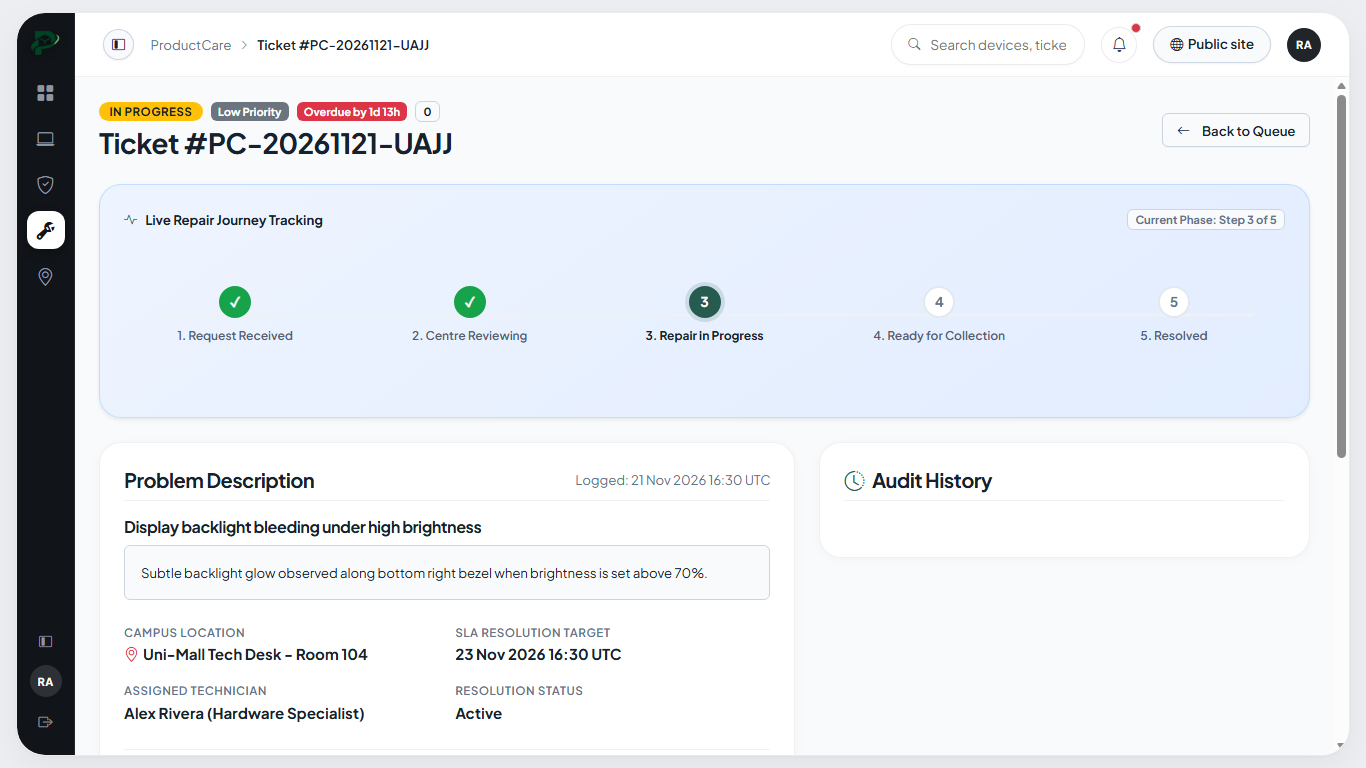 ProductCare > Ticket #PC-20261121-UAJJ
Search devices, ticke
Public site
RA
IN PROGRESS
Low Priority
Overdue by 1d 13h
0
Ticket #PC-20261121-UAJJ
← Back to Queue
Live Repair Journey Tracking
Current Phase: Step 3 of 5
3
4
5
1. Request Received
2. Centre Reviewing
3. Repair in Progress
4. Ready for Collection
5. Resolved
Problem Description
Logged: 21 Nov 2026 16:30 UTC
Display backlight bleeding under high brightness
Subtle backlight glow observed along bottom right bezel when brightness is set above 70%.
CAMPUS LOCATION
Uni-Mall Tech Desk - Room 104
SLA RESOLUTION TARGET
23 Nov 2026 16:30 UTC
ASSIGNED TECHNICIAN
Alex Rivera (Hardware Specialist)
RESOLUTION STATUS
Active
Audit History
RA